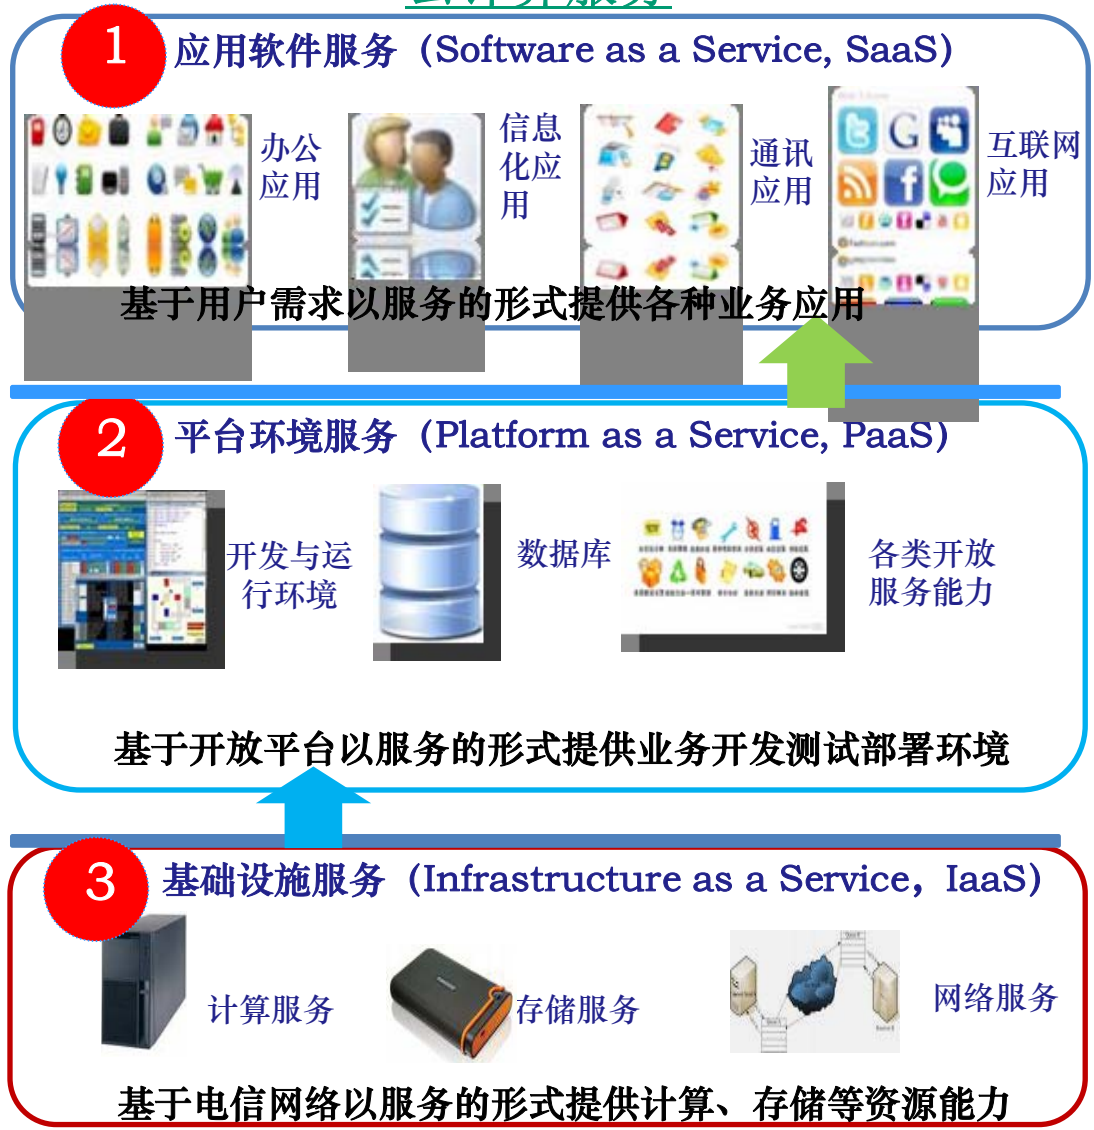 1
应用软件服务（Software as a Service, SaaS）
办公
应用
信息
化应
用
通讯
应用
互联网
应用
基于用户需求以服务的形式提供各种业务应用
2
平台环境服务（Platform as a Service, PaaS）
开发与运
行环境
数据库
各类开放
服务能力
基于开放平台以服务的形式提供业务开发测试部署环境
3
基础设施服务（Infrastructure as a Service，IaaS）
计算服务
存储服务
网络服务
基于电信网络以服务的形式提供计算、存储等资源能力